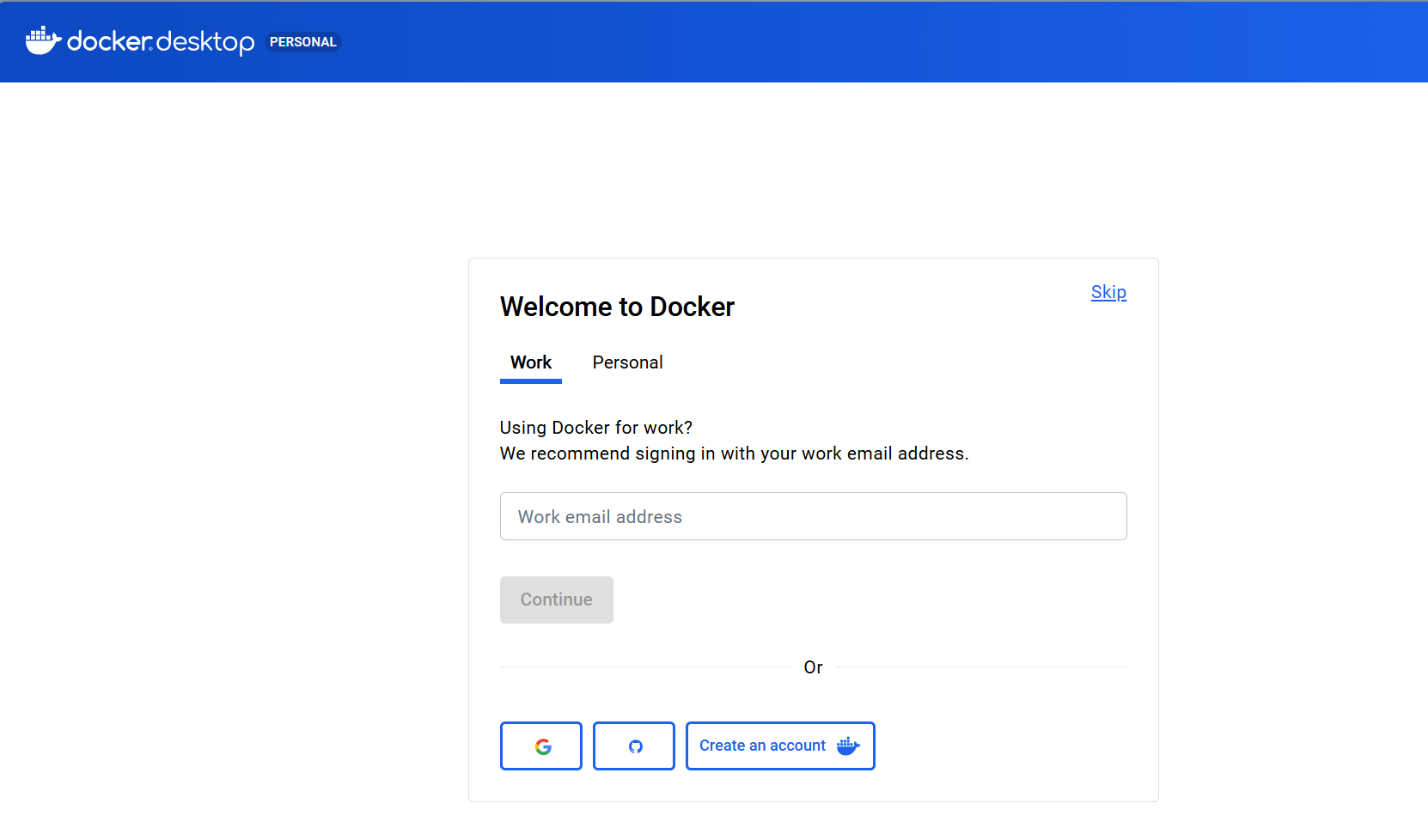 docker desktop PERSONAL
Skip
Welcome to Docker
Work Personal
Using Docker for work?
We recommend signing in with your work email address.
Work email address
Continue
Or
Create an account